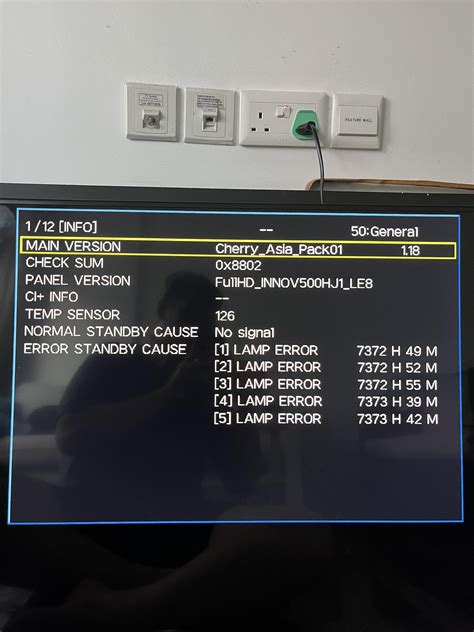 FEATURE WALL
1/12 [INFO] -- 50:General
MAIN VERSION Cherry_Asia_Pack01 1.18
CHECK SUM 0x8802
PANEL VERSION FullHD_INNOV500HJ1_LE8
CI+ INFO --
TEMP SENSOR 126
NORMAL STANDBY CAUSE No signal
ERROR STANDBY CAUSE [1] LAMP ERROR 7372 H 49 M
[2] LAMP ERROR 7372 H 52 M
[3] LAMP ERROR 7372 H 55 M
[4] LAMP ERROR 7373 H 39 M
[5] LAMP ERROR 7373 H 42 M